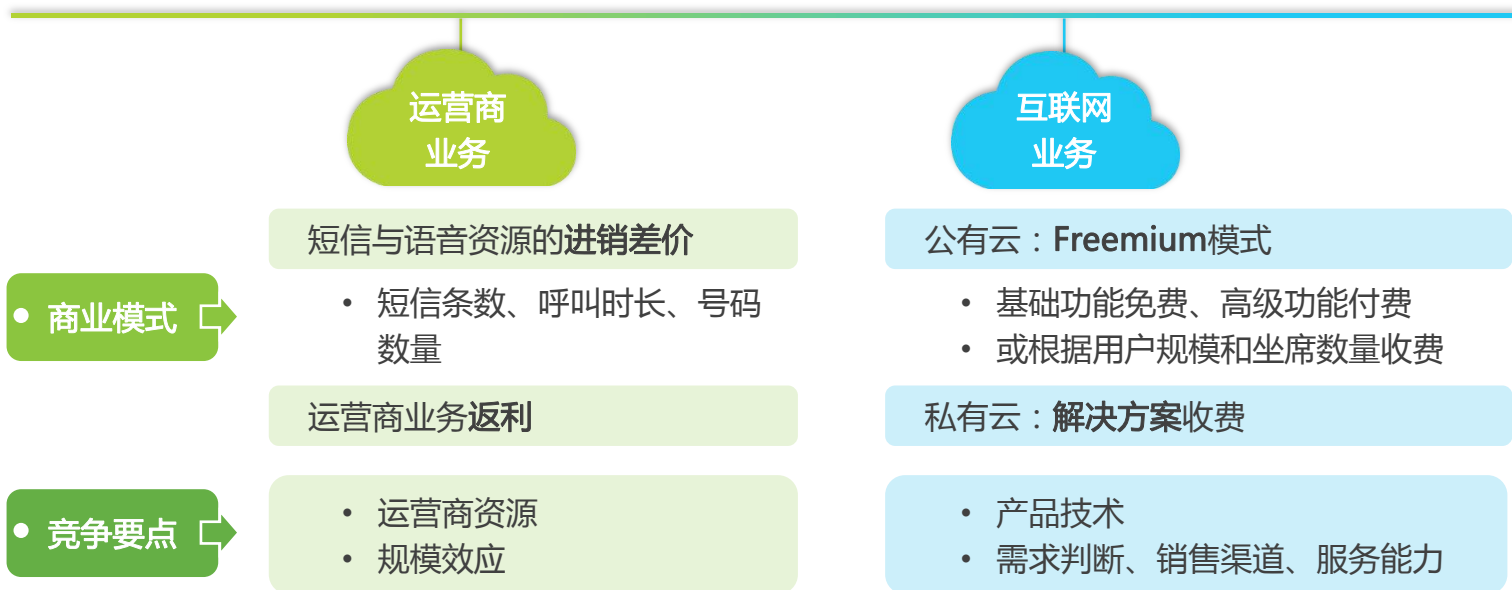 运营商
业务
互联网
业务
短信与语音资源的进销差价
公有云：Freemium模式
• 商业模式
• 短信条数、呼叫时长、号码
数量
• 基础功能免费、高级功能付费
• 或根据用户规模和坐席数量收费
运营商业务返利
私有云：解决方案收费
• 竞争要点
• 运营商资源
• 规模效应
• 产品技术
• 需求判断、销售渠道、服务能力